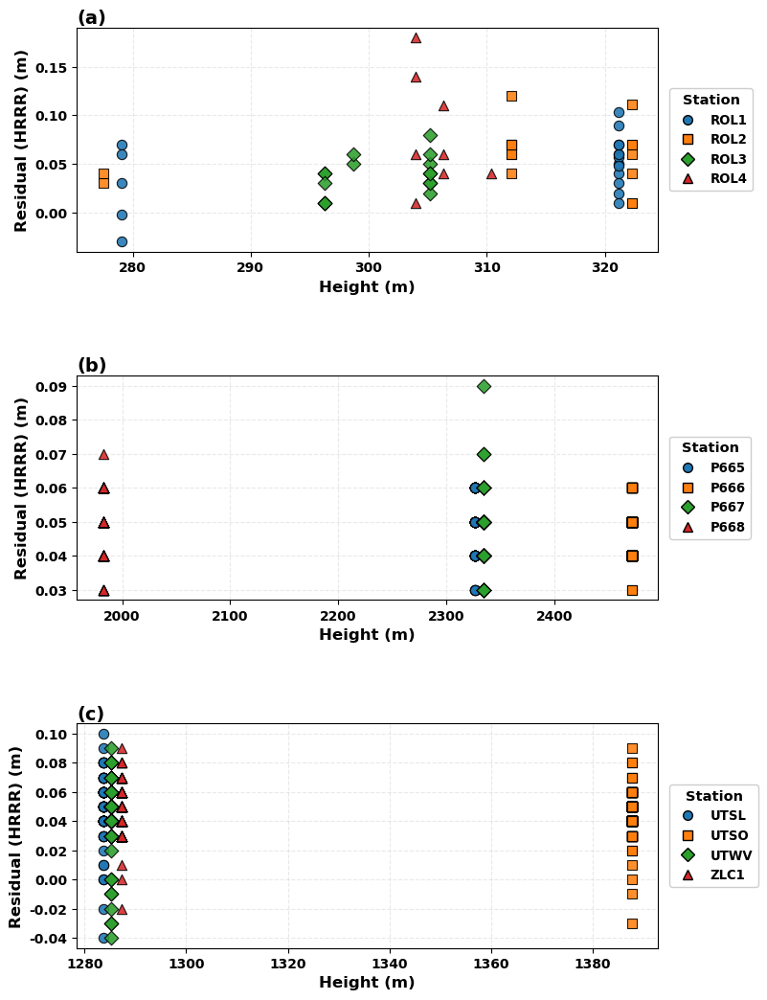 (a)
Residual (HRRR) (m)
0.15
0.10
0.05
0.00
280 290 300 310 320
Height (m)
Station
ROL1
ROL2
ROL3
ROL4
(b)
Residual (HRRR) (m)
0.09
0.08
0.07
0.06
0.05
0.04
0.03
2000 2100 2200 2300 2400
Height (m)
Station
P665
P666
P667
P668
(c)
Residual (HRRR) (m)
0.10
0.08
0.06
0.04
0.02
0.00
-0.02
-0.04
1280 1300 1320 1340 1360 1380
Height (m)
Station
UTSL
UTSO
UTWV
ZLC1